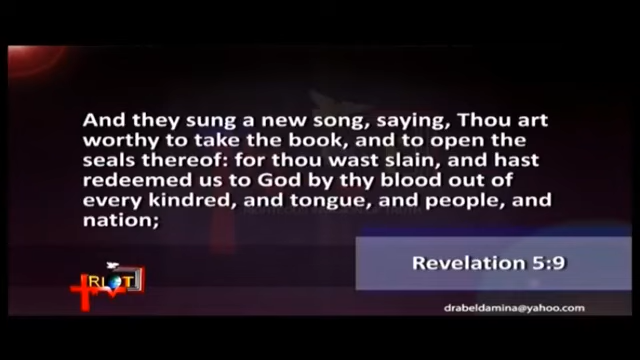 And they sung a new song, saying, Thou art
worthy to take the book, and to open the
seals thereof: for thou wast slain, and hast
redeemed us to God by thy blood out of
every kindred, and tongue, and people, and
nation;
Revelation 5:9
drabeldamina@yahoo.com